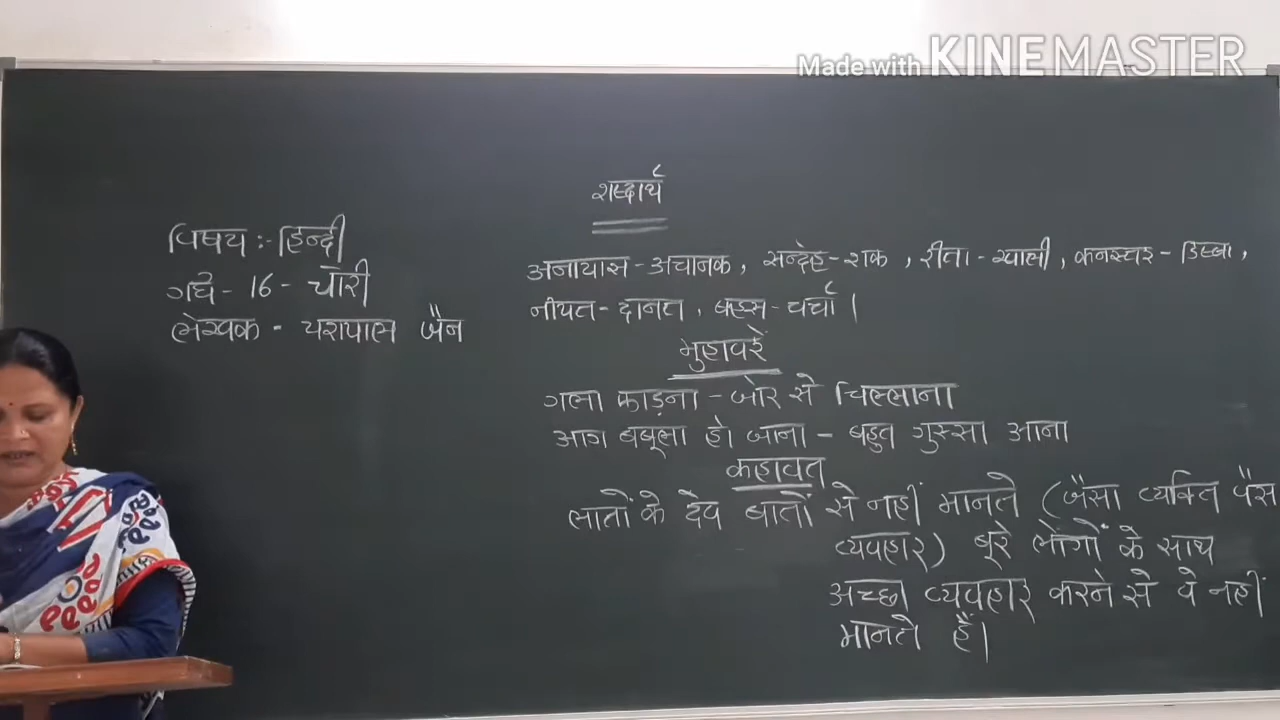 Made with KINEMASTER
शब्दार्थ
विषय :- हिन्दी
गद्य - 16 - चोरी
लेखक - यशपाल जैन
अनायास - अचानक, सन्देह - शक, रीता - खाली, कनस्तर - डिब्बा,
नीयत - दानत, बहस - चर्चा।
मुहावरें
गला फाड़ना - जोर से चिल्लाना
आग बबूला हो जाना - बहुत गुस्सा आना
कहावत
लातों के देव बातों से नहीं मानते (जैसा व्यक्ति वैसा
व्यवहार) बूरे लोगों के साथ
अच्छा व्यवहार करने से वे नहीं
मानते हैं।